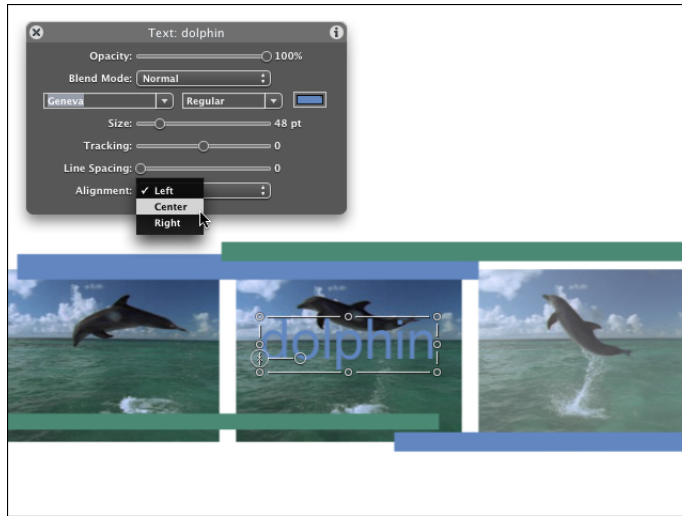 Text: dolphin
Opacity: 100%
Blend Mode: Normal
Geneva Regular
Size: 48 pt
Tracking: 0
Line Spacing: 0
Alignment: ✓ Left
Center
Right
dolphin